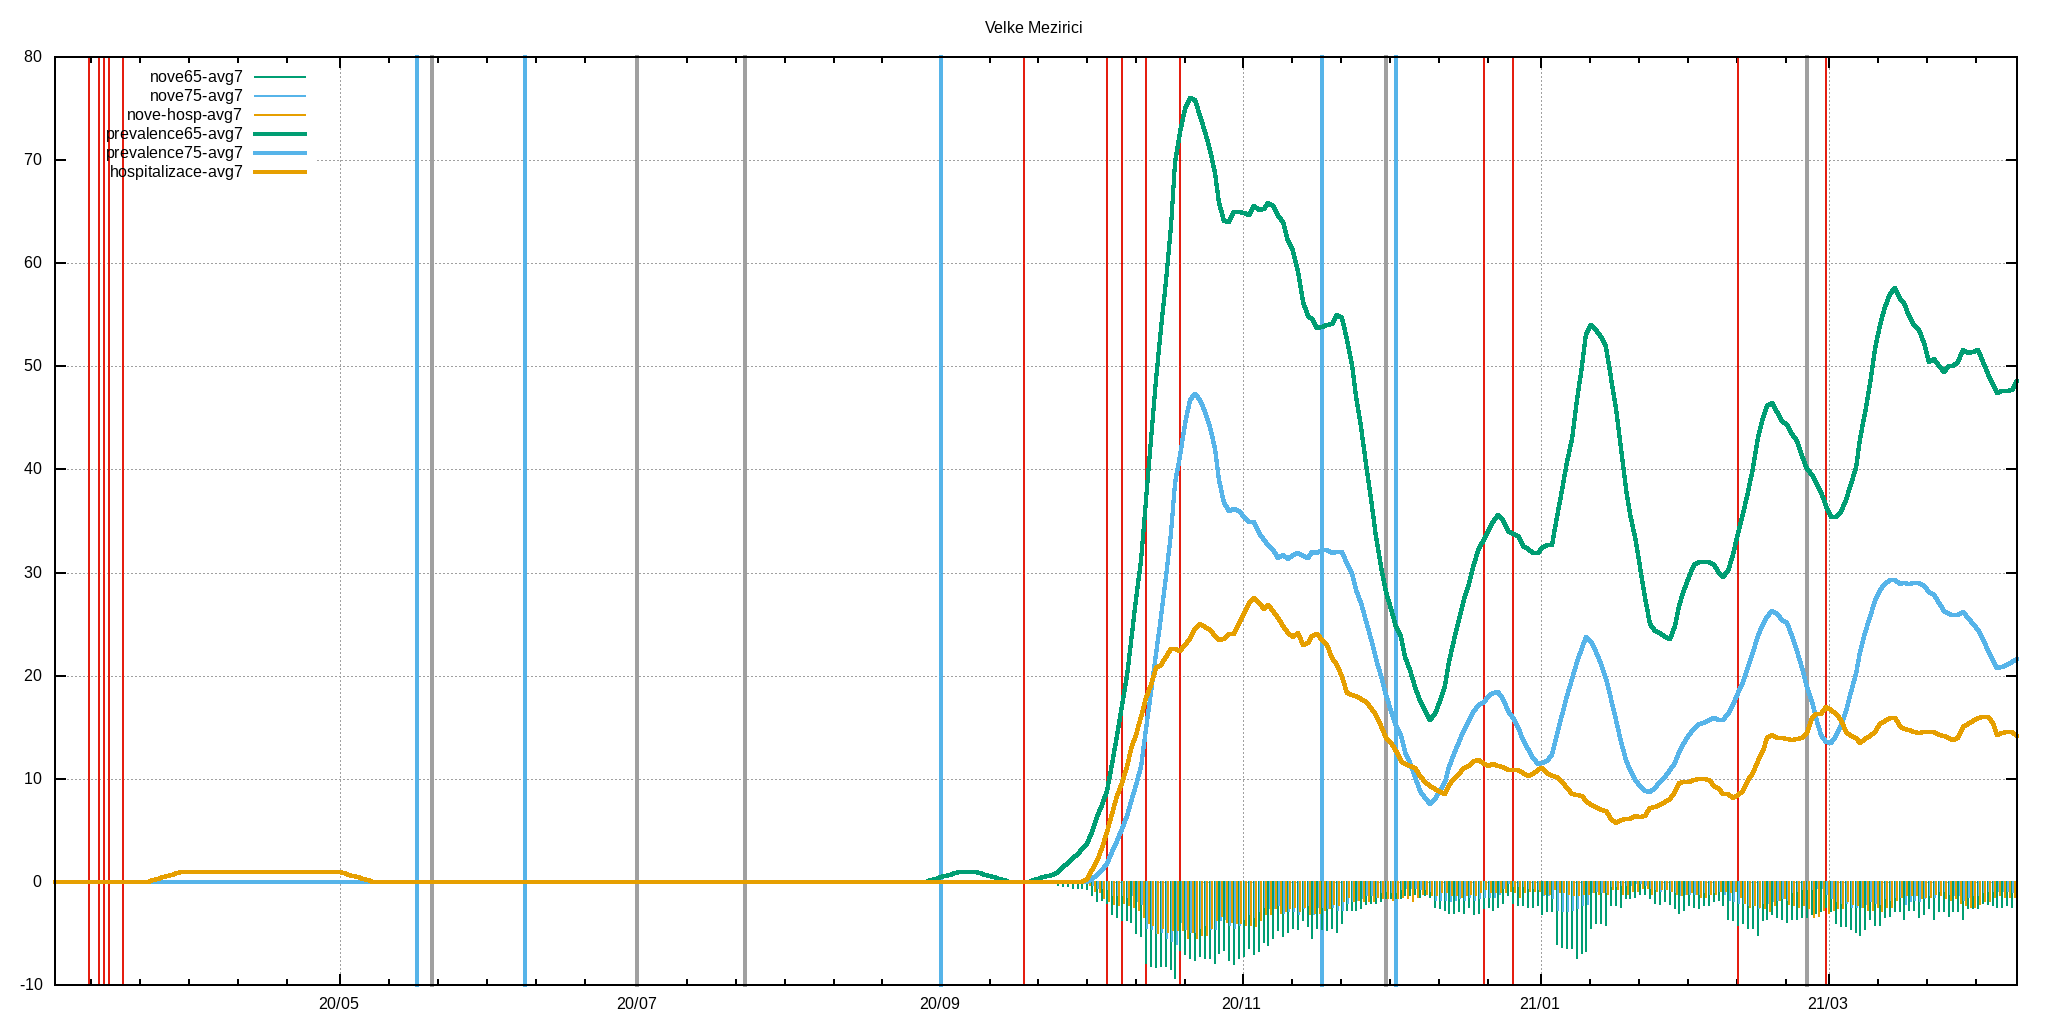 Velke Mezirici
80
nove65-avg7
nove75-avg7
nove-hosp-avg7
prevalence65-avg7
prevalence75-avg7
hospitalizace-avg7
70
60
50
40
30
20
10
0
-10
20/05 20/07 20/09 20/11 21/01 21/03